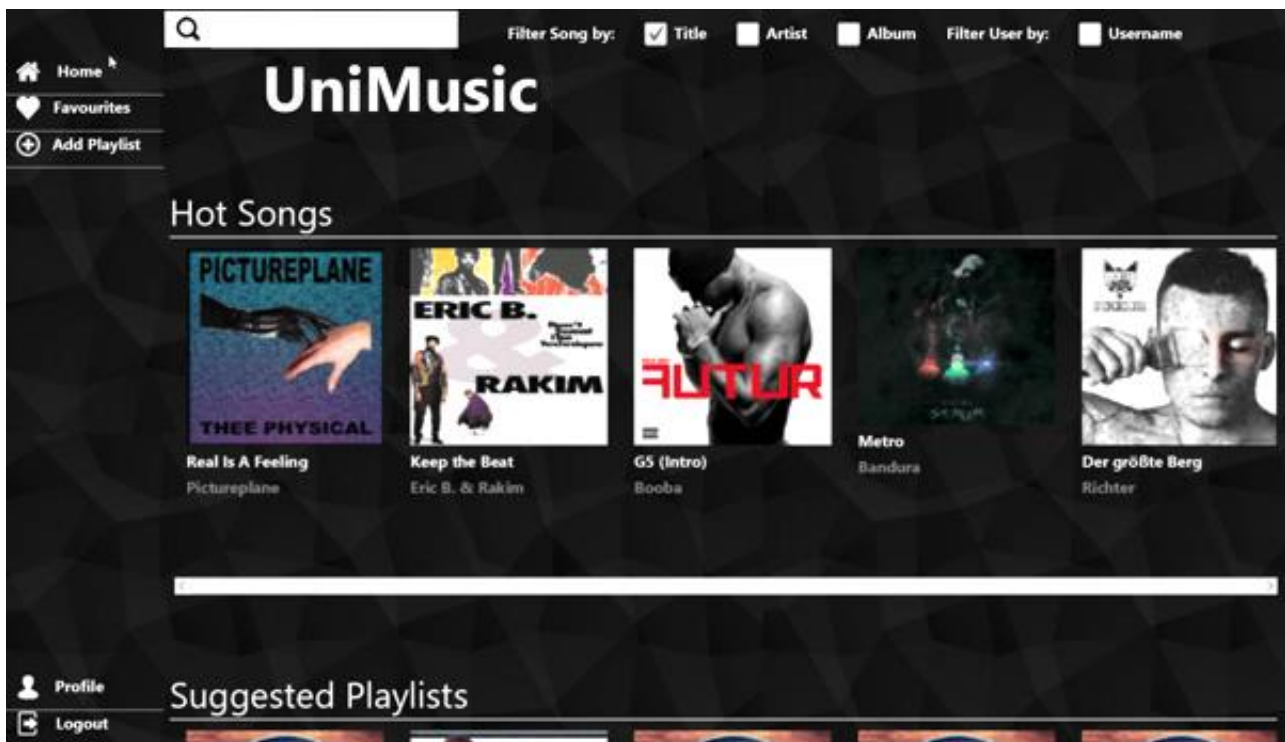 Filter Song by: Title Artist Album Filter User by: Username
Home
Favourites
Add Playlist
UniMusic
Hot Songs
PICTUREPLANE
THEE PHYSICAL
Real Is A Feeling
Pictureplane
ERIC B.
&
RAKIM
Keep the Beat
Eric B. & Rakim
FUTUR
G5 (Intro)
Booba
Metro
Bandura
Der größte Berg
Richter
Profile
Logout
Suggested Playlists